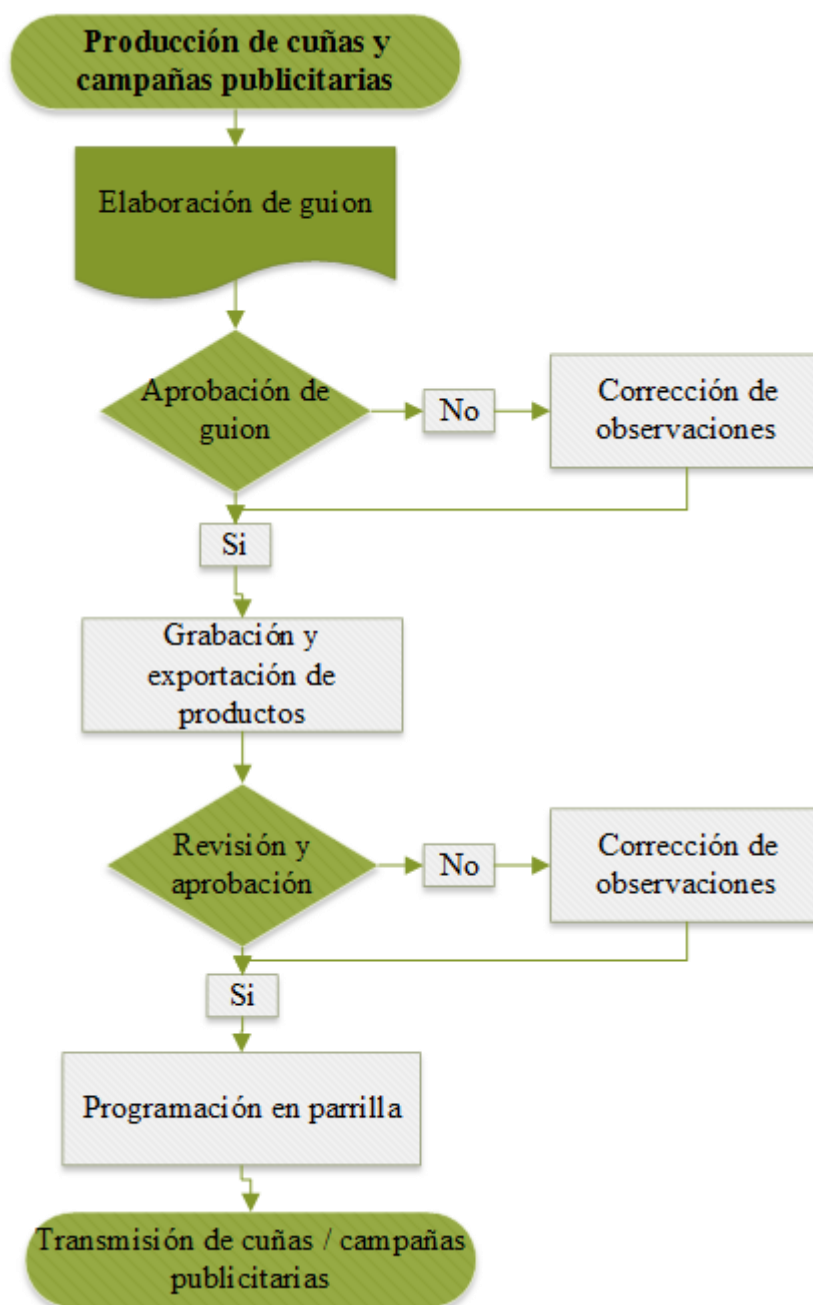 Producción de cuñas y
campañas publicitarias
Elaboración de guion
Aprobación de
guion
No
Corrección de
observaciones
Si
Grabación y
exportación de
productos
Revisión y
aprobación
No
Corrección de
observaciones
Si
Programación en parrilla
Transmisión de cuñas / campañas
publicitarias